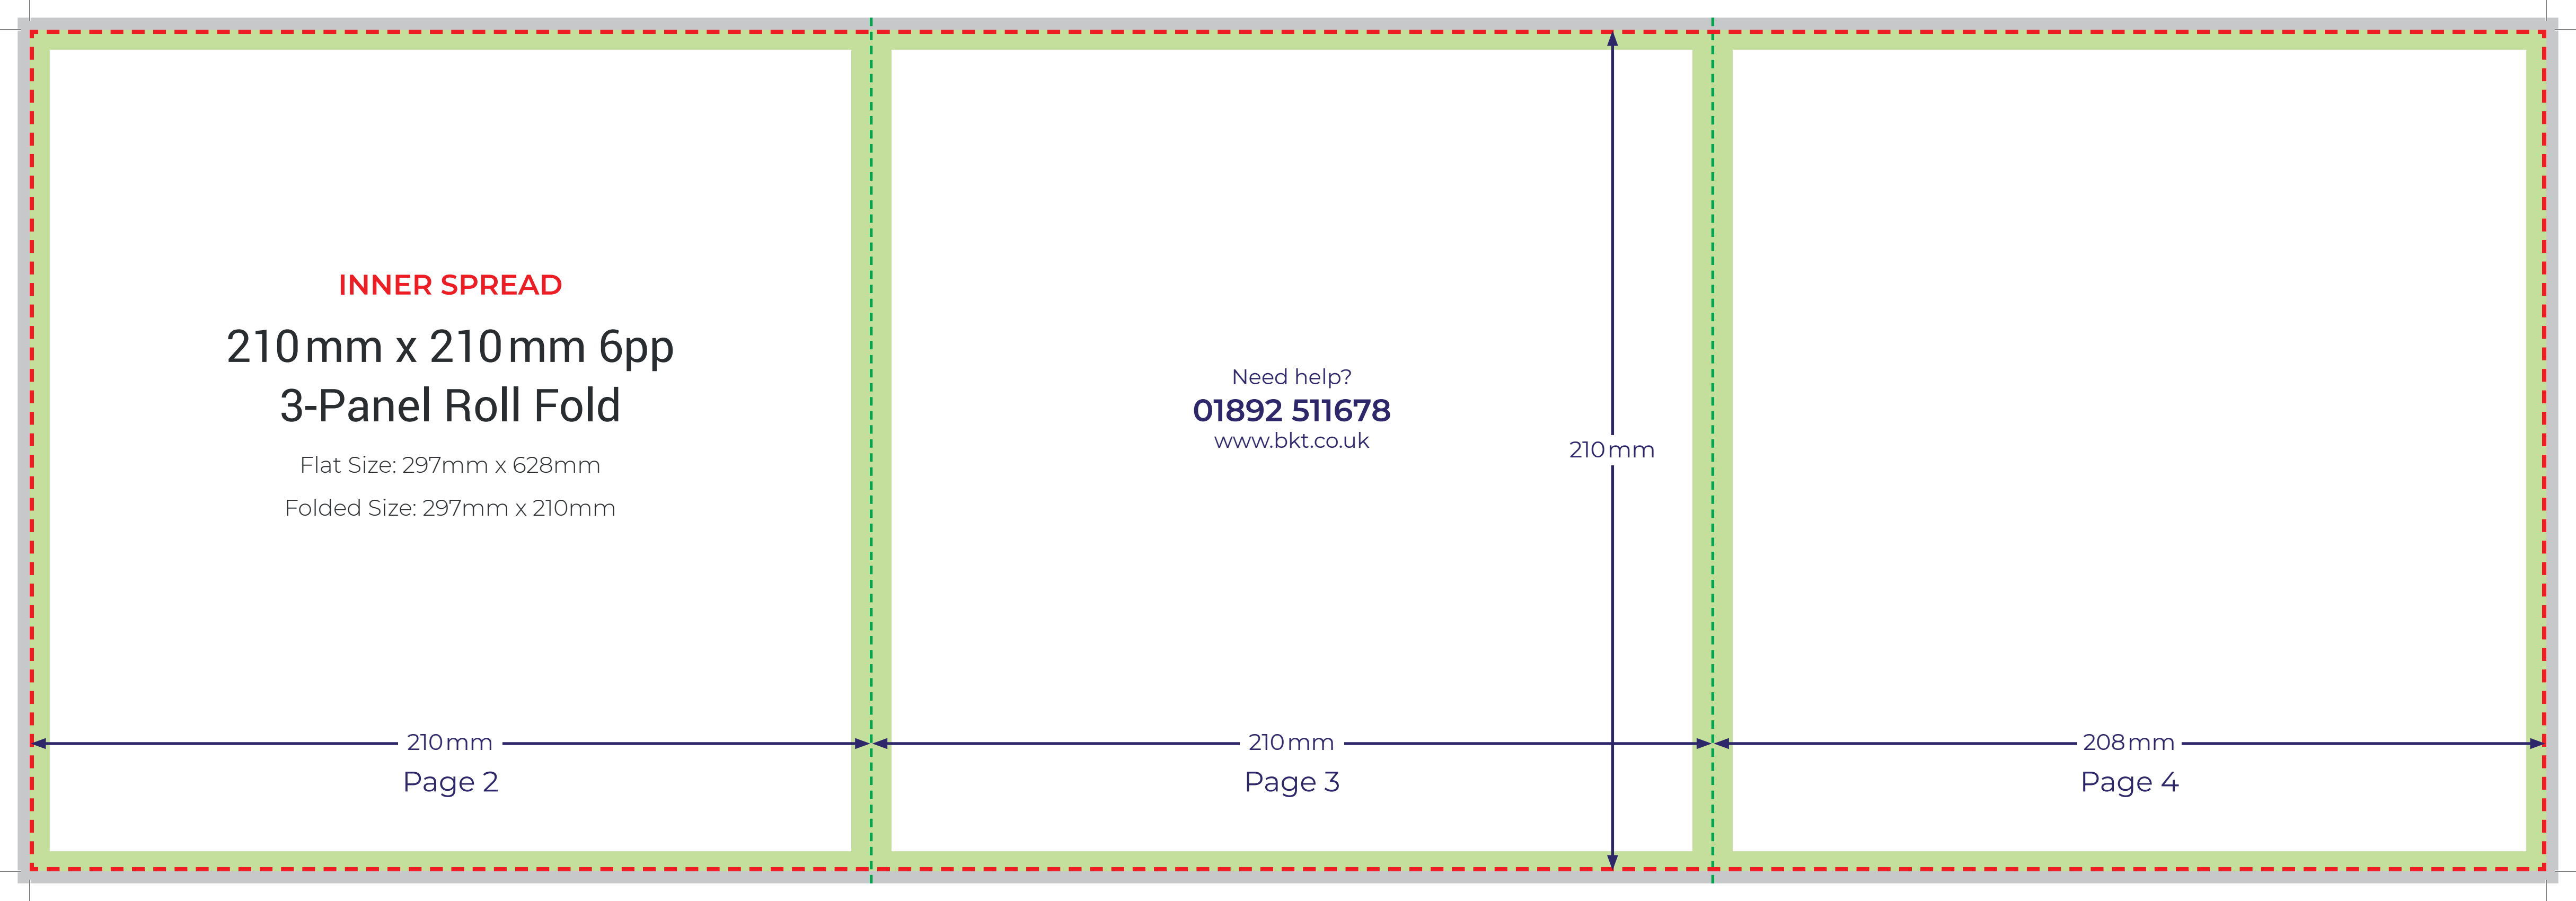 INNER SPREAD
210mm x 210mm 6pp
3-Panel Roll Fold
Flat Size: 297mm x 628mm
Folded Size: 297mm x 210mm
Need help?
01892 511678
www.bkt.co.uk
210mm
210mm
Page 2
210mm
Page 3
208mm
Page 4